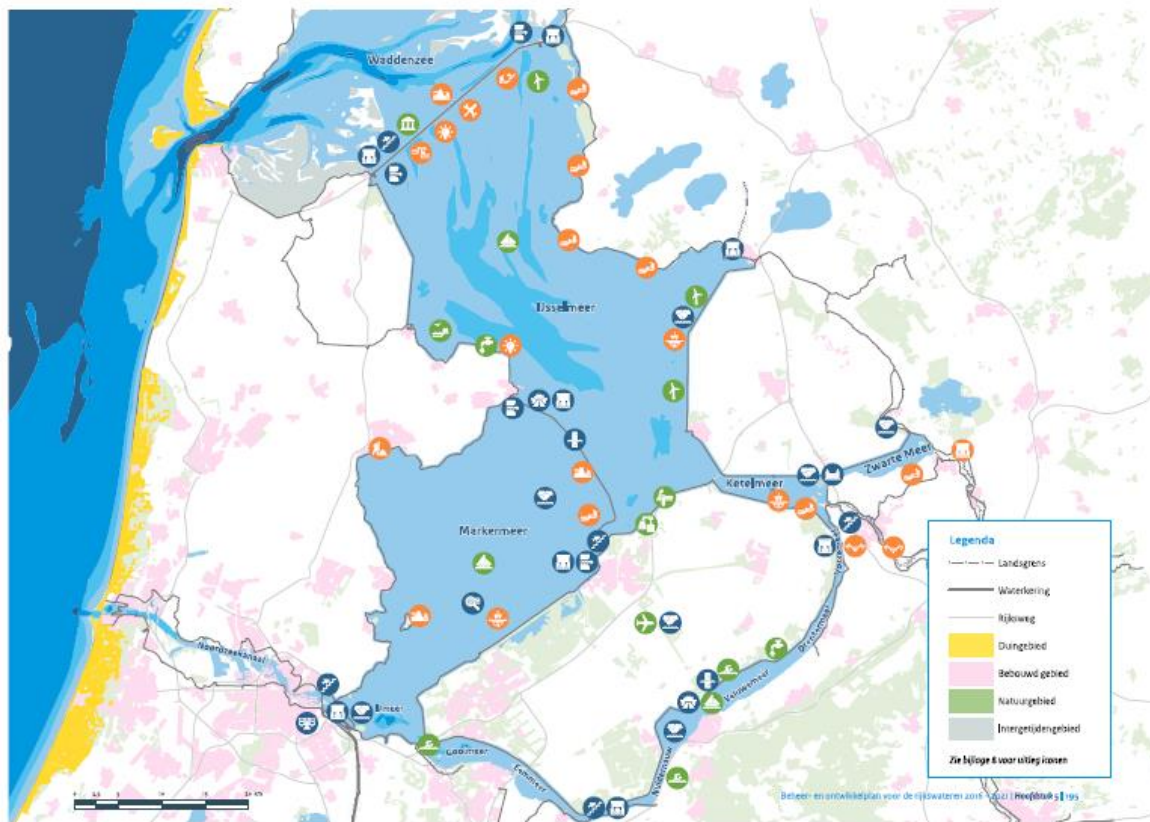 Waddenzee
IJsselmeer
Zwarte Meer
Ketelmeer
Vossemeer
Markermeer
Drontermeer
Noordzeekanaal
Veluwemeer
IJmeer
Gooimeer
Eemmeer
Nuldernauw
Legenda
Landsgrens
Waterkering
Rijksweg
Duingebied
Bebouwd gebied
Natuurgebied
Intergetijdengebied
Zie bijlage 8 voor uitleg iconen
Beheer- en ontwikkelplan voor de rijkswateren 2016 - 2021 | Hoofdstuk 5 | 195